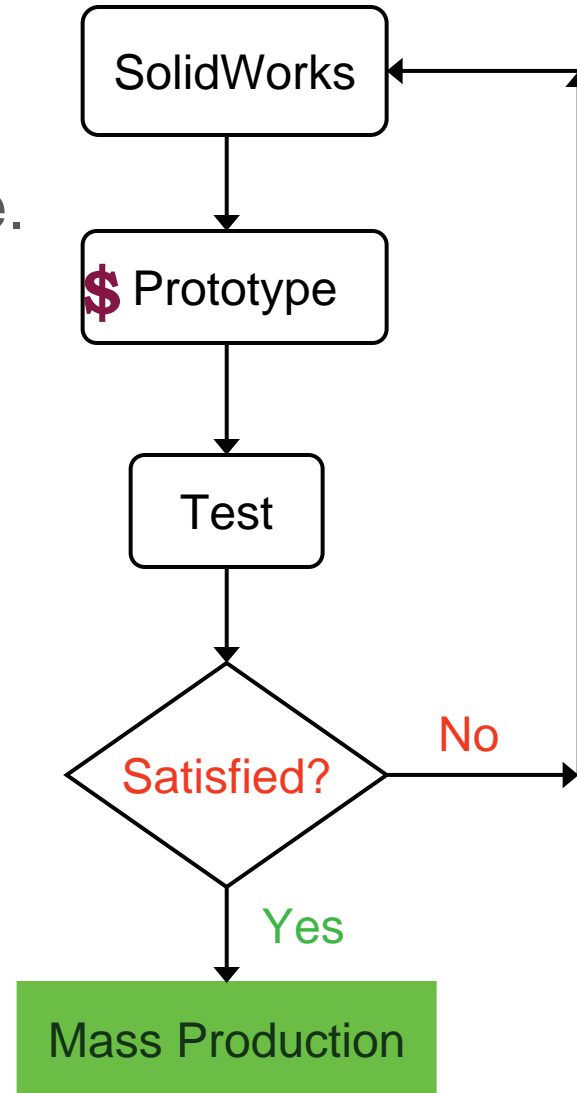 SolidWorks
e.
$ Prototype
Test
Satisfied?
No
Yes
Mass Production